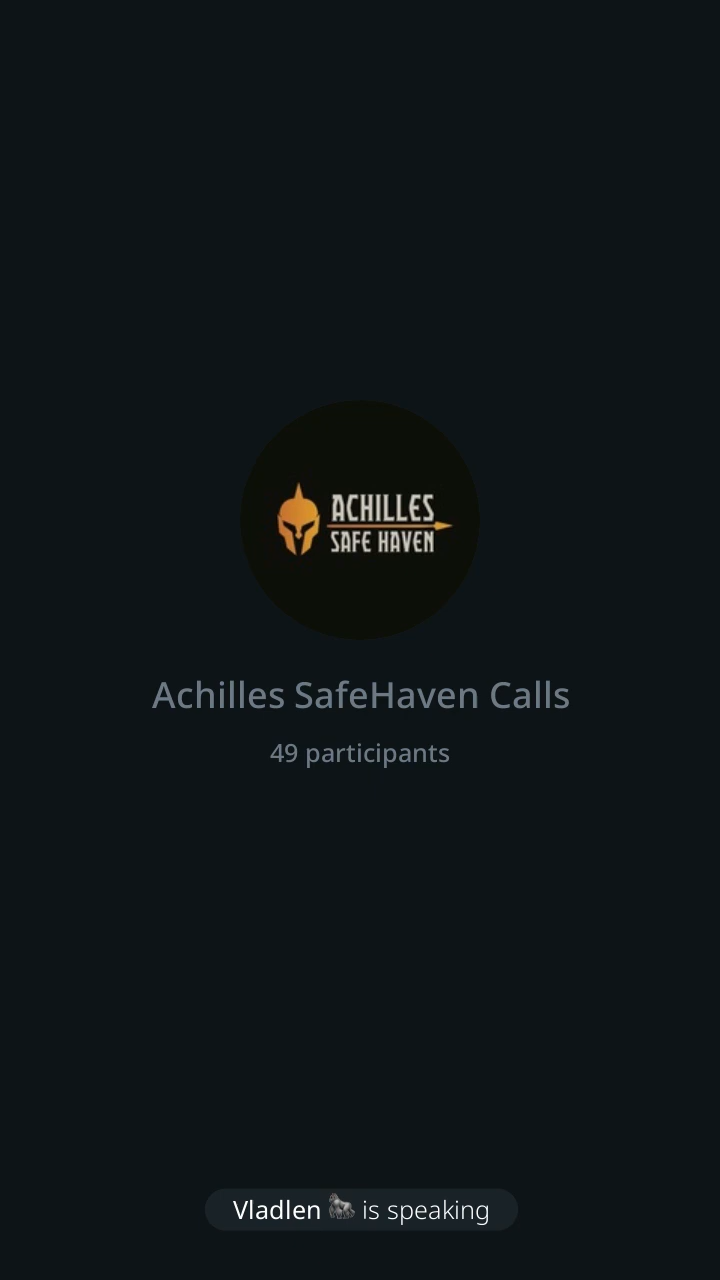 ACHILLES
SAFE HAVEN
Achilles SafeHaven Calls
49 participants
Vladlen 🦍 is speaking